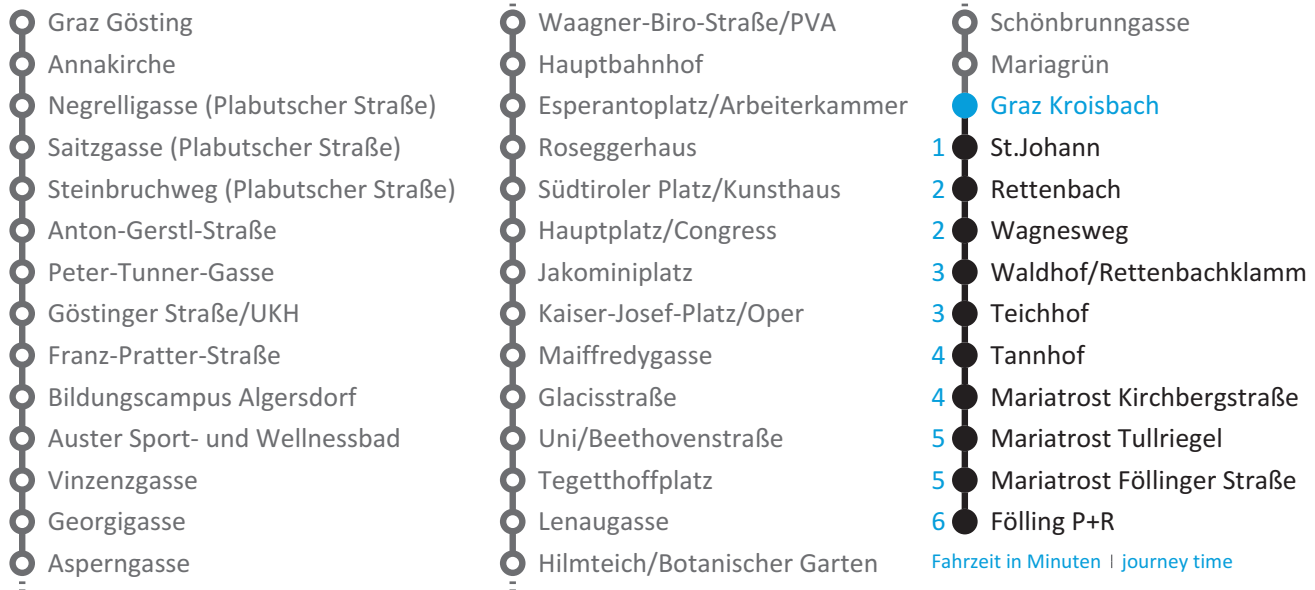 Graz Gösting
Annakirche
Negrelligasse (Plabutscher Straße)
Saitzgasse (Plabutscher Straße)
Steinbruchweg (Plabutscher Straße)
Anton-Gerstl-Straße
Peter-Tunner-Gasse
Göstinger Straße/UKH
Franz-Pratter-Straße
Bildungscampus Algersdorf
Auster Sport- und Wellnessbad
Vinzenzgasse
Georgigasse
Asperngasse
Waagner-Biro-Straße/PVA
Hauptbahnhof
Esperantoplatz/Arbeiterkammer
Roseggerhaus
Südtiroler Platz/Kunsthaus
Hauptplatz/Congress
Jakominiplatz
Kaiser-Josef-Platz/Oper
Maiffredygasse
Glacisstraße
Uni/Beethovenstraße
Tegetthoffplatz
Lenaugasse
Hilmteich/Botanischer Garten
Schönbrunngasse
Mariagrün
Graz Kroisbach
1 St.Johann
2 Rettenbach
2 Wagnesweg
3 Waldhof/Rettenbachklamm
3 Teichhof
4 Tannhof
4 Mariatrost Kirchbergstraße
5 Mariatrost Tullriegel
5 Mariatrost Föllinger Straße
6 Fölling P+R
Fahrzeit in Minuten | journey time